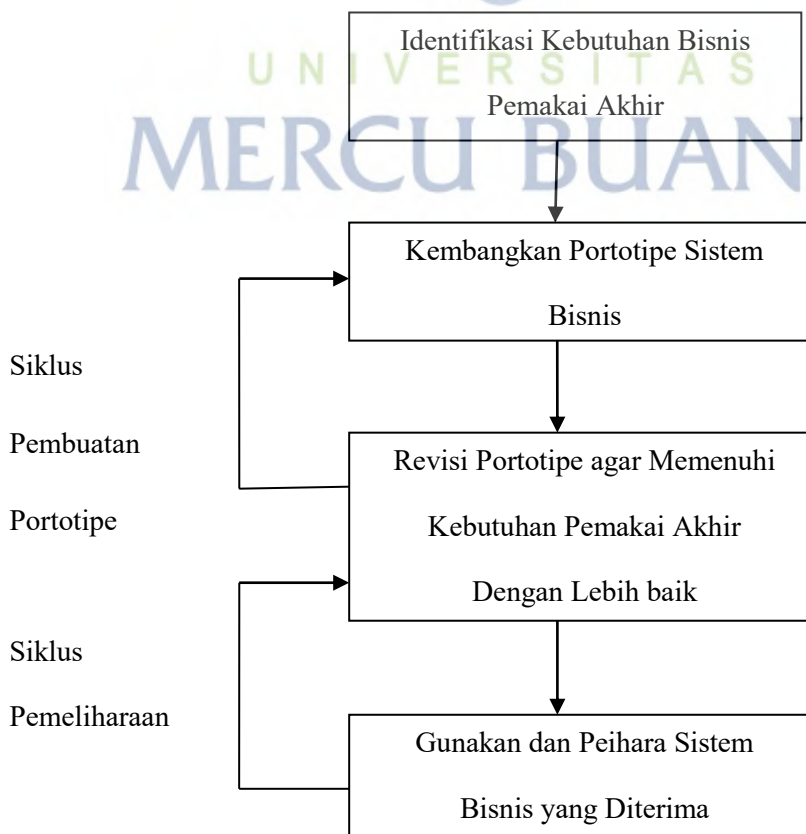 Identifikasi Kebutuhan Bisnis
UNIVERSITAS
Pemakai Akhir
MERCU BUAN
Kembangkan Portotipe Sistem
Bisnis
Siklus
Pembuatan
Portotipe
Revisi Portotipe agar Memenuhi
Kebutuhan Pemakai Akhir
Dengan Lebih baik
Siklus
Pemeliharaan
Gunakan dan Peihara Sistem
Bisnis yang Diterima